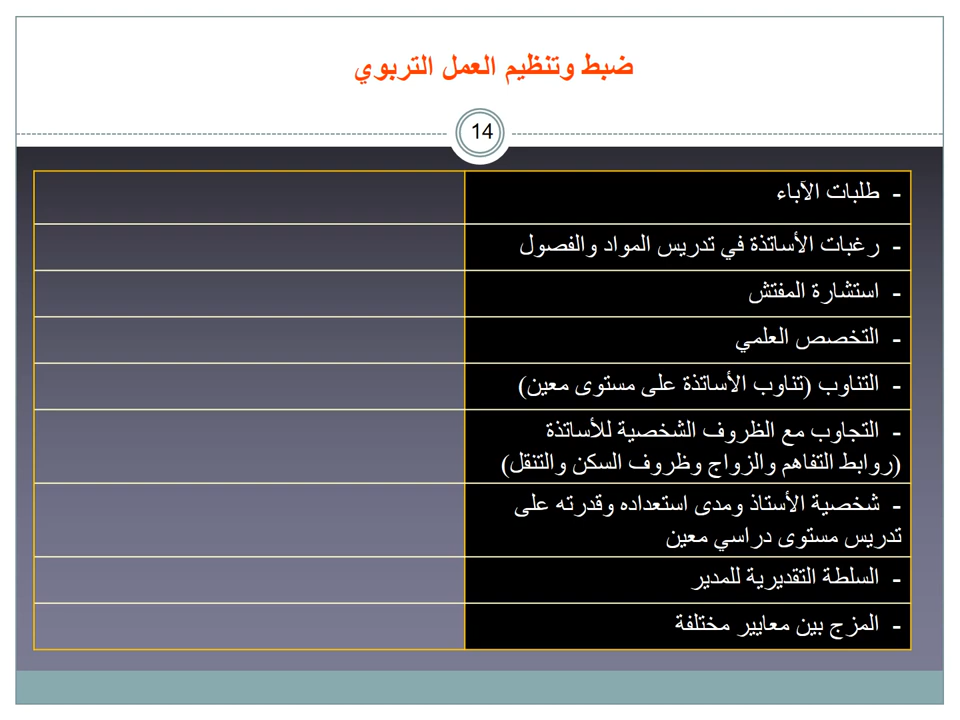 ضبط وتنظيم العمل التربوي
14
- طلبات الآباء
- رغبات الأساتذة في تدريس المواد والفصول
- استشارة المفتش
- التخصص العلمي
- التناوب (تناوب الأساتذة على مستوى معين)
- التجاوب مع الظروف الشخصية للأساتذة
(روابط التفاهم والزواج وظروف السكن والتنقل)
- شخصية الأستاذ ومدى استعداده وقدرته على
تدريس مستوى دراسي معين
- السلطة التقديرية للمدير
- المزج بين معايير مختلفة